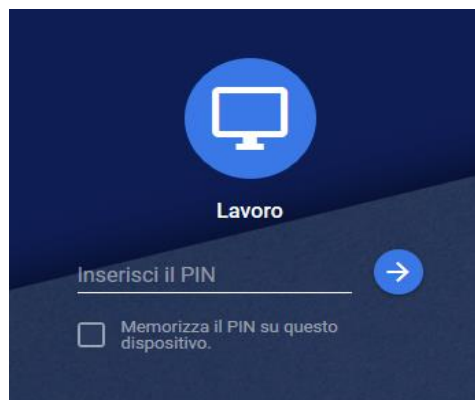 Lavoro
Inserisci il PIN
Memorizza il PIN su questo
dispositivo.